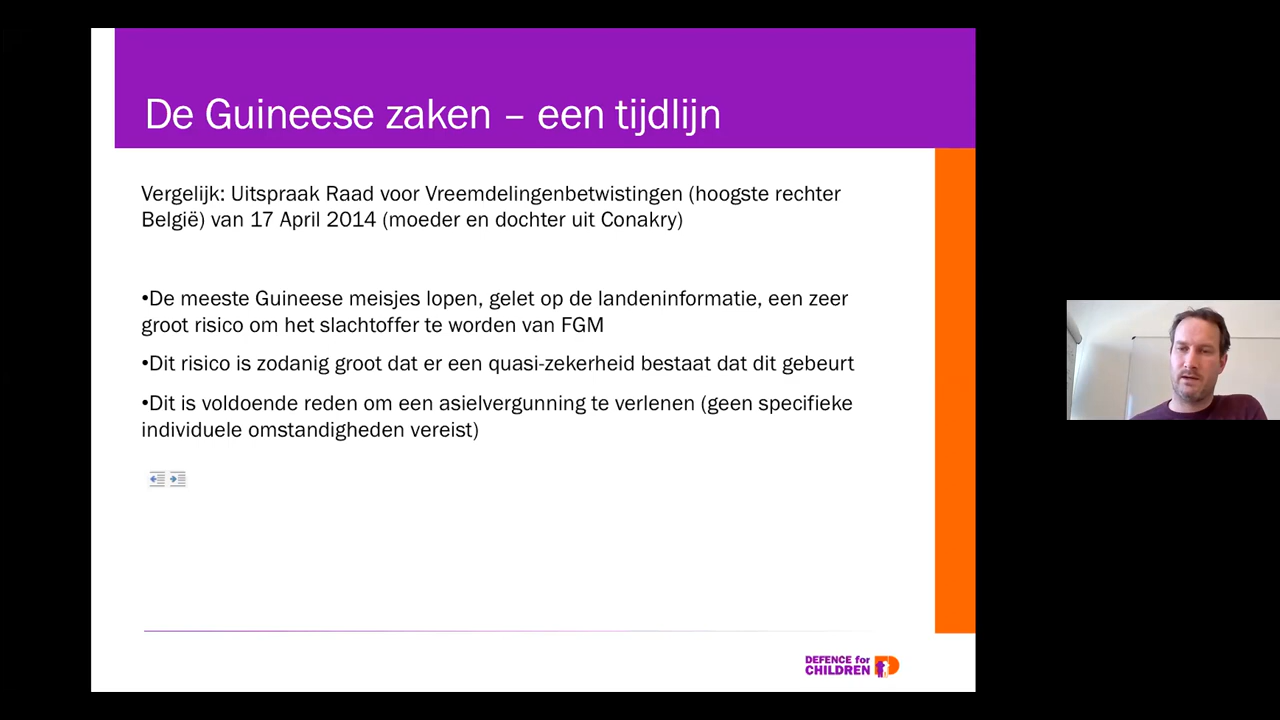 De Guineese zaken – een tijdlijn
Vergelijk: Uitspraak Raad voor Vreemdelingenbetwistingen (hoogste rechter
België) van 17 April 2014 (moeder en dochter uit Conakry)
•De meeste Guineese meisjes lopen, gelet op de landeninformatie, een zeer
groot risico om het slachtoffer te worden van FGM
•Dit risico is zodanig groot dat er een quasi-zekerheid bestaat dat dit gebeurt
•Dit is voldoende reden om een asielvergunning te verlenen (geen specifieke
individuele omstandigheden vereist)
DEFENCE for
CHILDREN